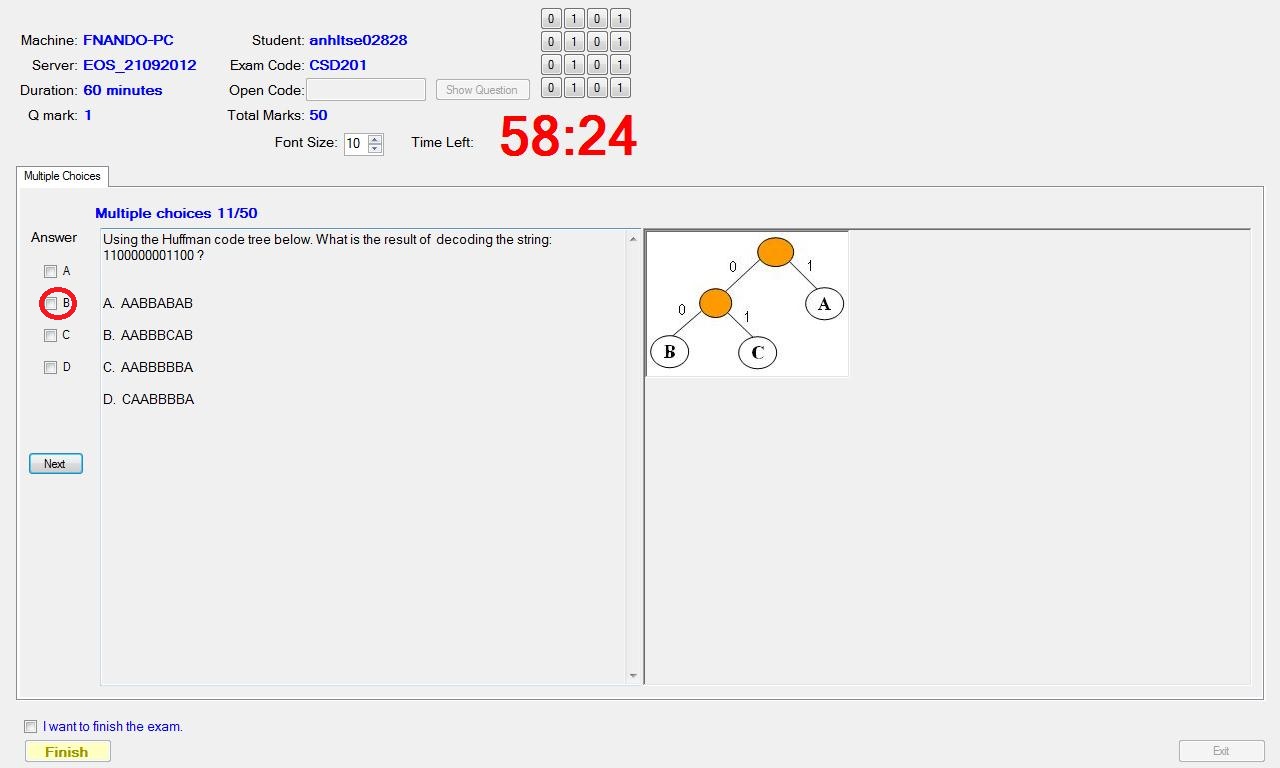 0 1 0 1
Machine: FNANDO-PC Student: anhltse02828 0 1 0 1
Server: EOS_21092012 Exam Code: CSD201 0 1 0 1
Duration: 60 minutes Open Code: Show Question 0 1 0 1
Q mark: 1 Total Marks: 50
Font Size: 10 Time Left: 58:24
Multiple Choices
Multiple choices 11/50
Answer
Using the Huffman code tree below. What is the result of decoding the string:
1100000001100 ?
A
B
C
D
A. AABBABAB
B. AABBBCAB
C. AABBBBBA
D. CAABBBBA
0 1
A
0 1
B C
Next
I want to finish the exam.
Finish
Exit